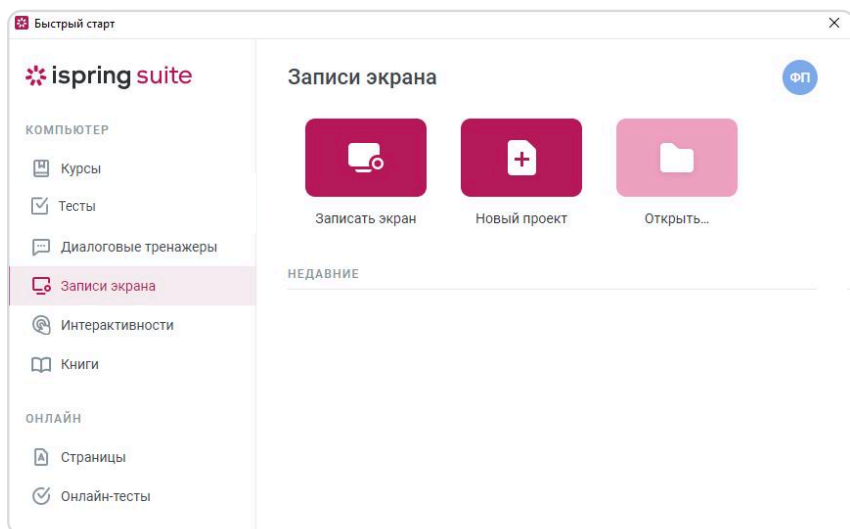 Быстрый старт
ispring suite
КОМПЬЮТЕР
Курсы
Тесты
Диалоговые тренажеры
Записи экрана
Интерактивности
Книги
ОНЛАЙН
Страницы
Онлайн-тесты
Записи экрана
ФП
Записать экран
Новый проект
Открыть...
НЕДАВНИЕ